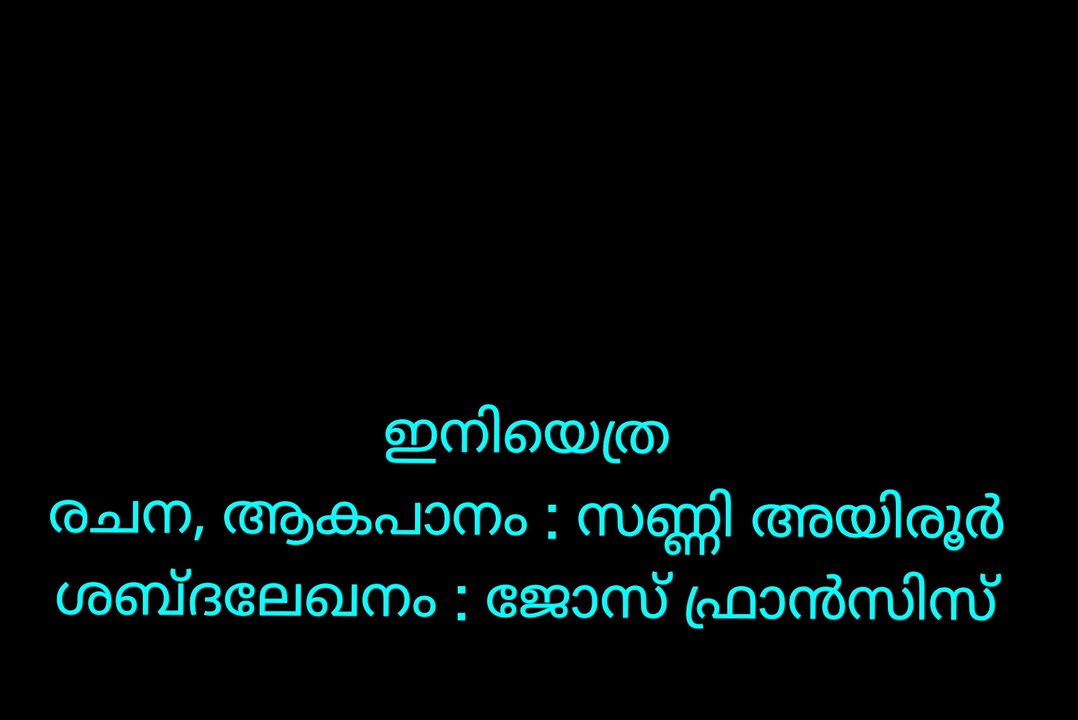 ഇനിയെത്ര
രചന, ആകപാനം : സണ്ണി അയിരൂർ
ശബ്ദലേഖനം : ജോസ് ഫ്രാൻസിസ്